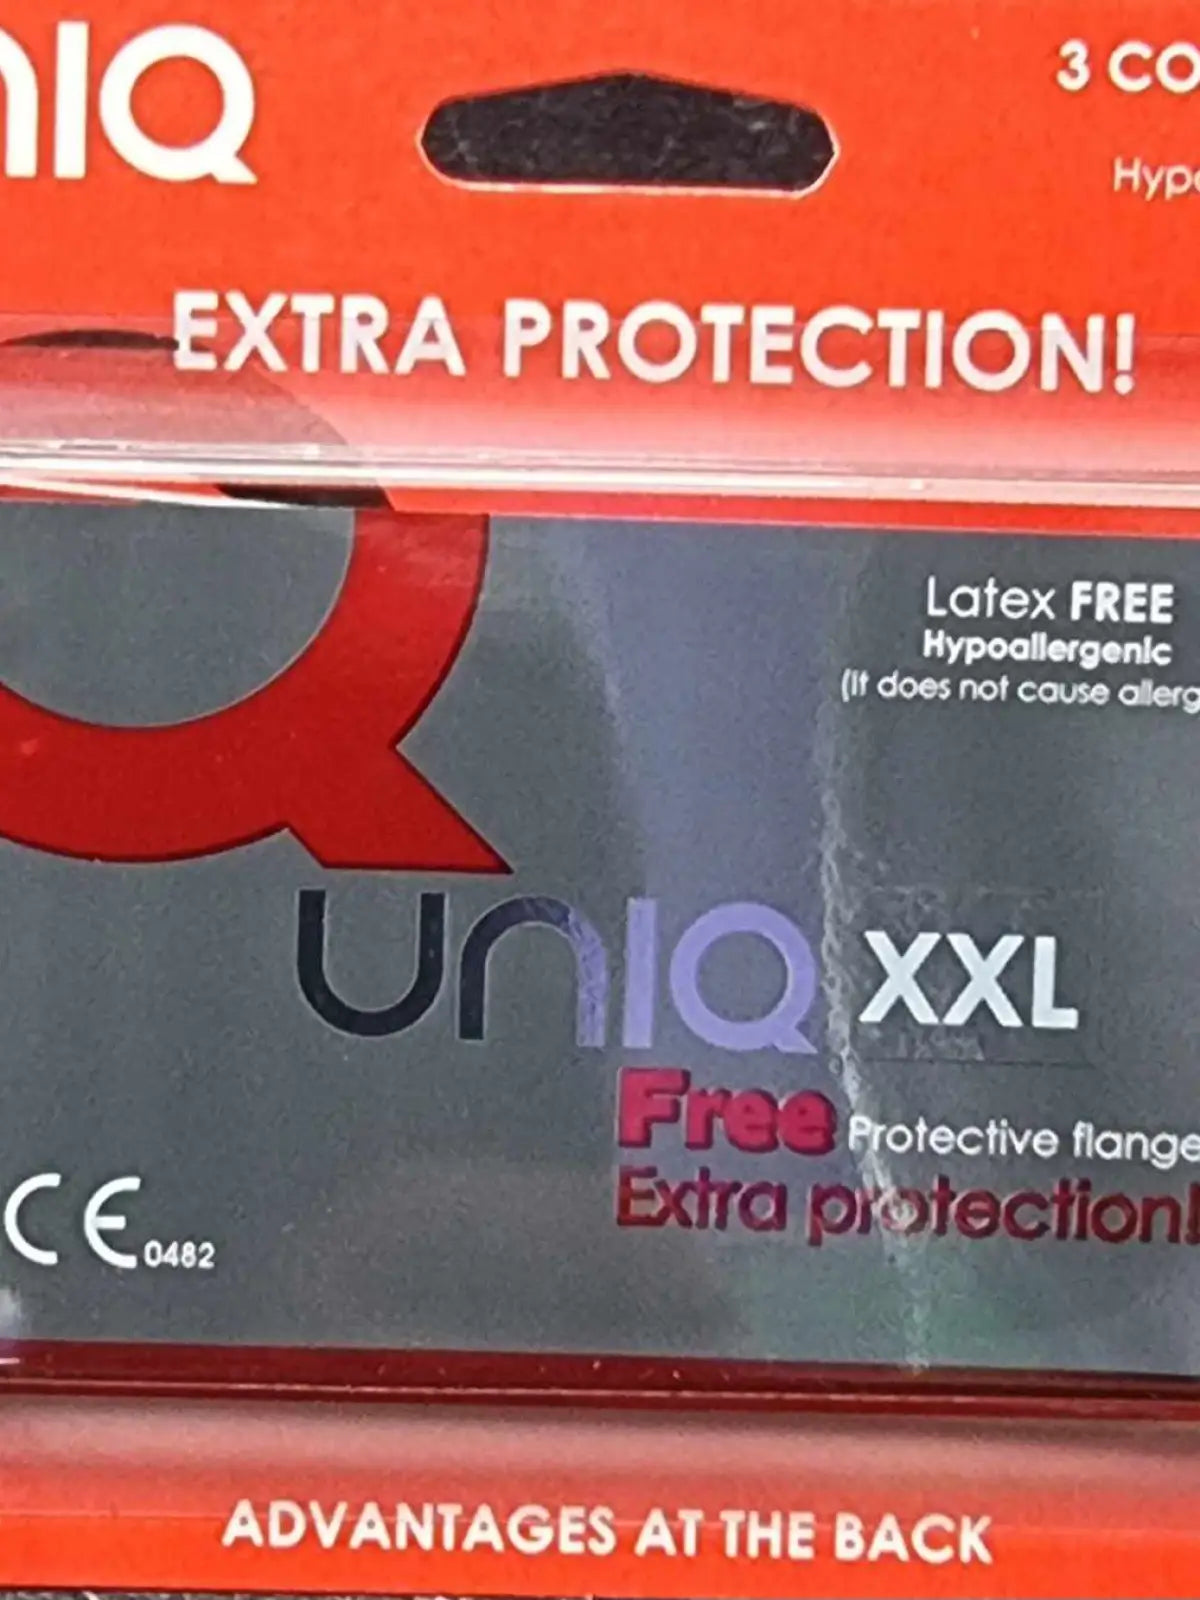 nIQ
3 CO
Hypo
EXTRA PROTECTION!
Latex FREE
Hypoallergenic
(It does not cause allerg
unIQ XXL
Free Protective flange
Extra protection!
CE 0482
ADVANTAGES AT THE BACK